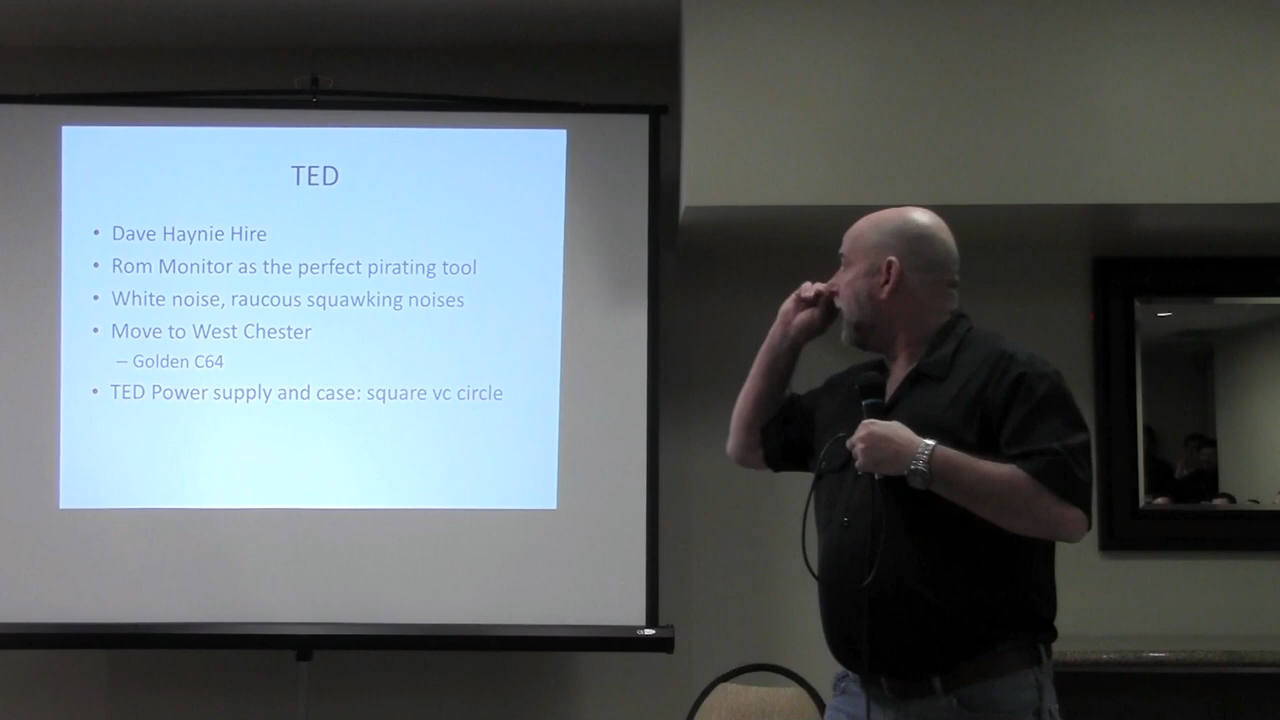 TED
• Dave Haynie Hire
• Rom Monitor as the perfect pirating tool
• White noise, raucous squawking noises
• Move to West Chester
– Golden C64
• TED Power supply and case: square vc circle